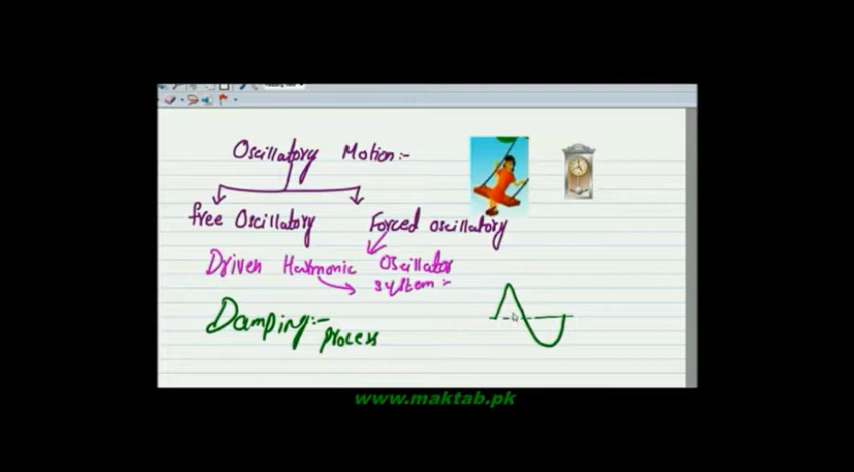 Oscillatory Motion:-
free Oscillatory Forced oscillatory
Driven Harmonic Oscillator
system:-
Damping:-
process
www.maktab.pk